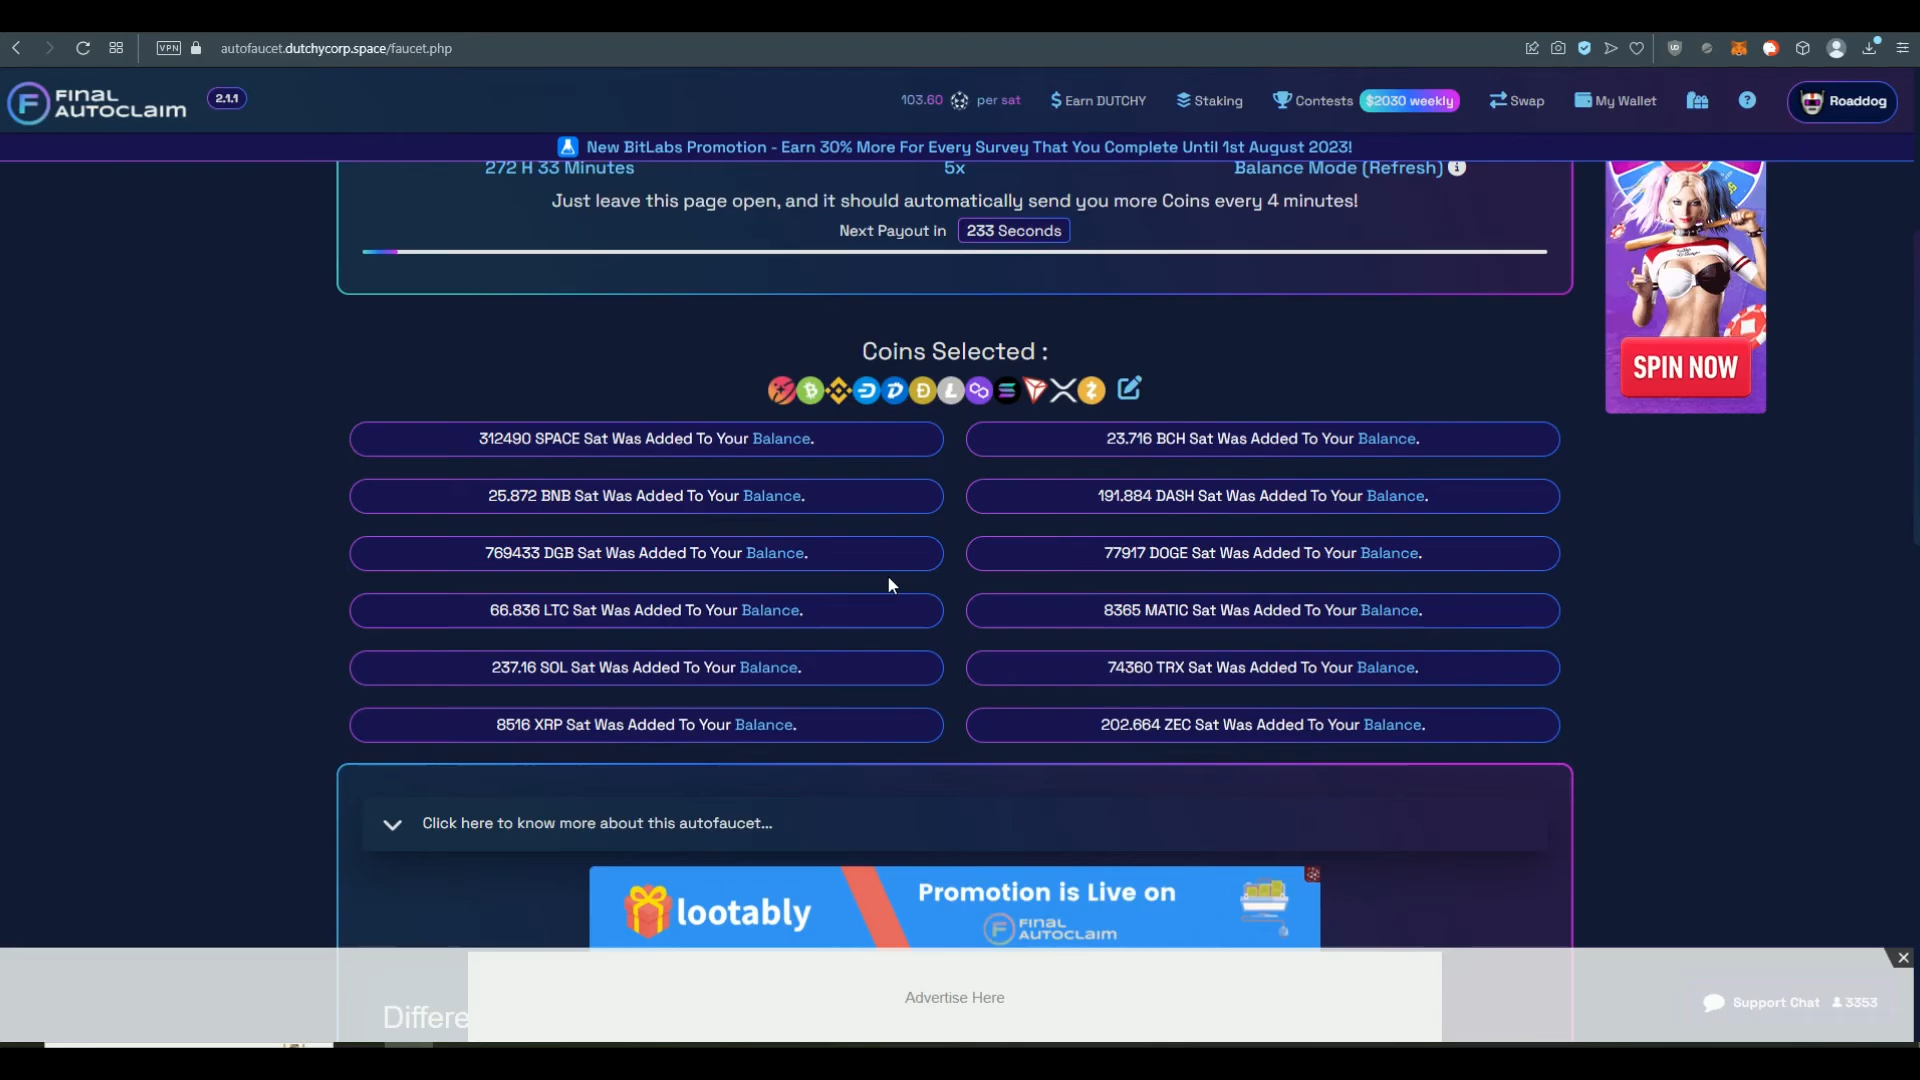 VPN autofaucet.dutchycorp.space/faucet.php
FINAL AUTOCLAIM 2.1.1
103.60 per sat
Earn DUTCHY
Staking
Contests $2030 weekly
Swap
My Wallet
Roaddog
New BitLabs Promotion - Earn 30% More For Every Survey That You Complete Until 1st August 2023!
272 H 33 Minutes
5x
Balance Mode (Refresh)
Just leave this page open, and it should automatically send you more Coins every 4 minutes!
Next Payout in 233 Seconds
SPIN NOW
Coins Selected :
312490 SPACE Sat Was Added To Your Balance.
23.716 BCH Sat Was Added To Your Balance.
25.872 BNB Sat Was Added To Your Balance.
191.884 DASH Sat Was Added To Your Balance.
769433 DGB Sat Was Added To Your Balance.
77917 DOGE Sat Was Added To Your Balance.
66.836 LTC Sat Was Added To Your Balance.
8365 MATIC Sat Was Added To Your Balance.
237.16 SOL Sat Was Added To Your Balance.
74360 TRX Sat Was Added To Your Balance.
8516 XRP Sat Was Added To Your Balance.
202.664 ZEC Sat Was Added To Your Balance.
Click here to know more about this autofaucet...
lootably
Promotion is Live on
FINAL AUTOCLAIM
Advertise Here
Differe
Support Chat 3353